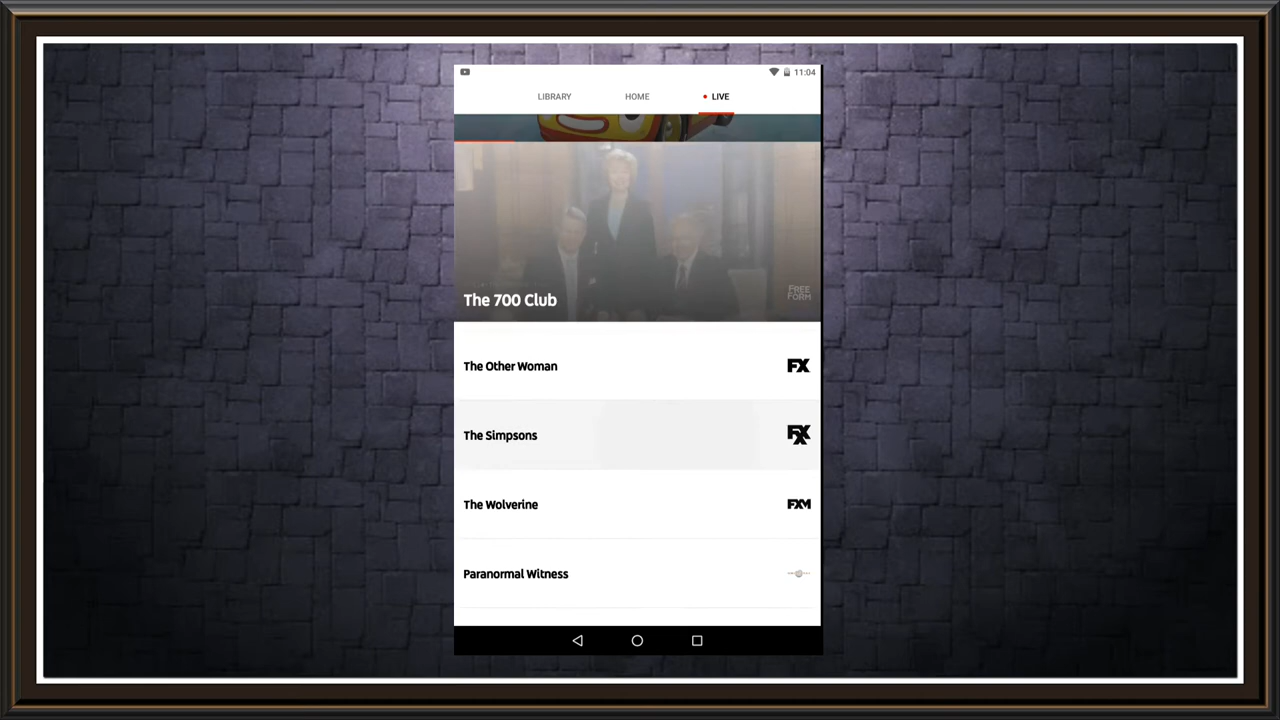 11:04
LIBRARY HOME LIVE
The 700 Club
FREE
FORM
The Other Woman FX
The Simpsons FXX
The Wolverine FXM
Paranormal Witness